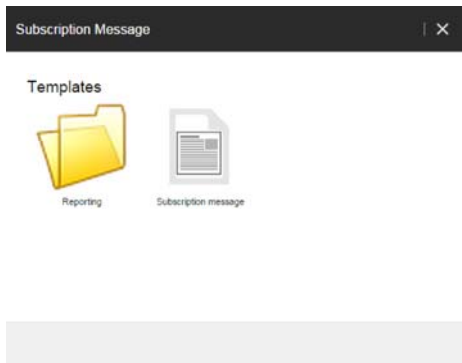 Subscription Message
Templates
Reporting
Subscription message